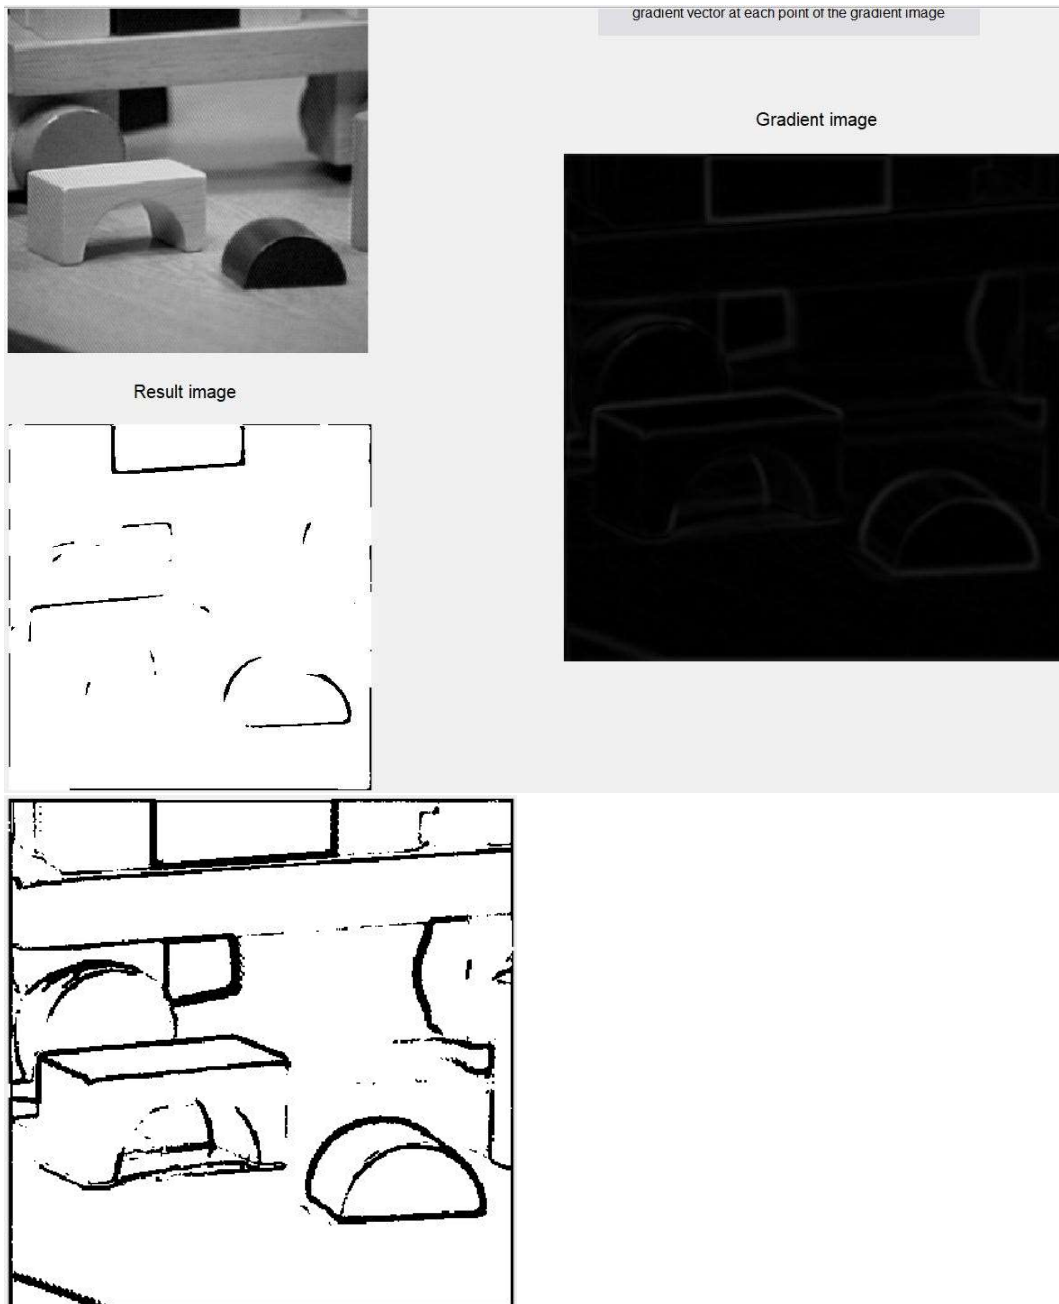 gradient vector at each point of the gradient image
Gradient image
Result image